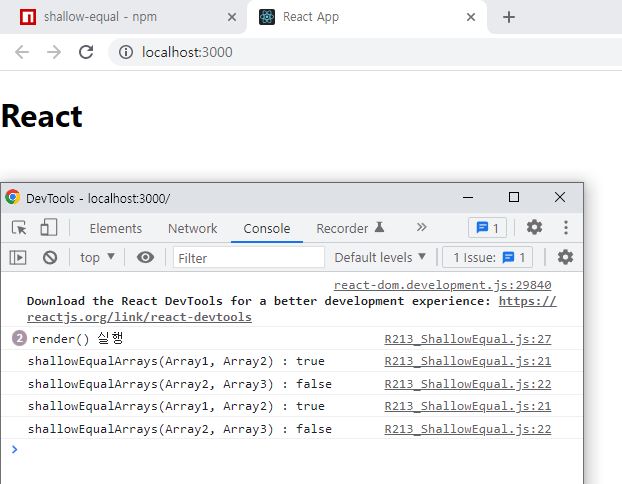 shallow-equal - npm
React App
localhost:3000
React
DevTools - localhost:3000/
Elements Network Console Recorder 1
top Filter Default levels 1 Issue: 1
react-dom.development.js:29840
Download the React DevTools for a better development experience: https://
reactjs.org/link/react-devtools
2 render() 실행 R213_ShallowEqual.js:27
shallowEqualArrays(Array1, Array2) : true R213_ShallowEqual.js:21
shallowEqualArrays(Array2, Array3) : false R213_ShallowEqual.js:22
shallowEqualArrays(Array1, Array2) : true R213_ShallowEqual.js:21
shallowEqualArrays(Array2, Array3) : false R213_ShallowEqual.js:22